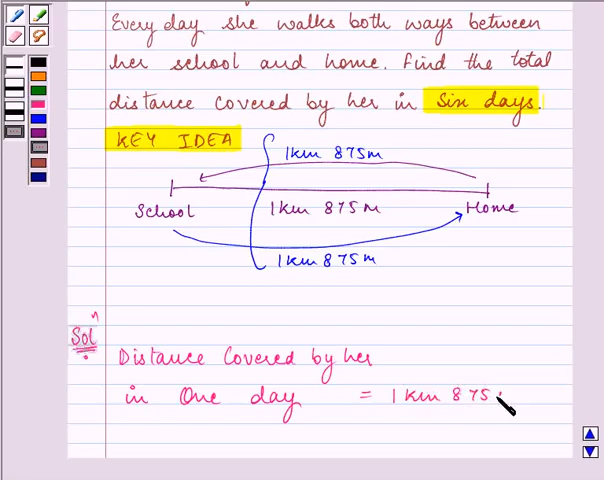 Every day she walks both ways between
her school and home. Find the total
distance covered by her in six days.
KEY IDEA
1km 875m
School 1km 875m Home
1km 875m
Solⁿ
Distance Covered by her
in One day = 1km 875